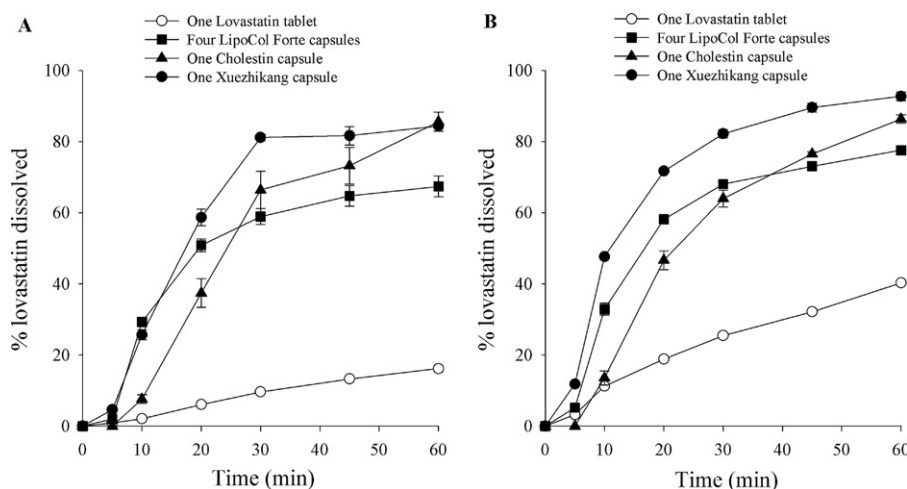 A
One Lovastatin tablet
Four LipoCol Forte capsules
One Cholestin capsule
One Xuezhikang capsule
100
80
60
40
20
0
% lovastatin dissolved
0 10 20 30 40 50 60
Time (min)
B
One Lovastatin tablet
Four LipoCol Forte capsules
One Cholestin capsule
One Xuezhikang capsule
100
80
60
40
20
0
% lovastatin dissolved
0 10 20 30 40 50 60
Time (min)